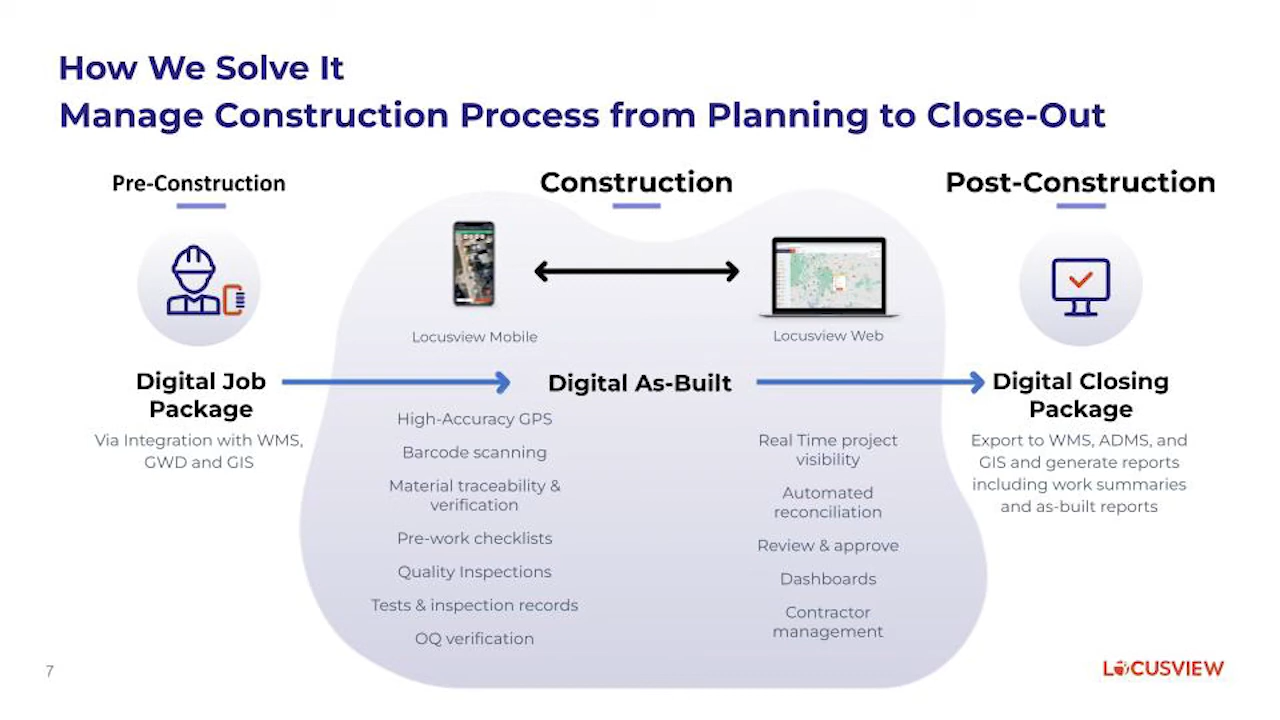 How We Solve It
Manage Construction Process from Planning to Close-Out
Pre-Construction
Construction
Post-Construction
Locusview Mobile
Locusview Web
Digital Job
Package
Via Integration with WMS,
GWD and GIS
Digital As-Built
High-Accuracy GPS
Barcode scanning
Material traceability &
verification
Pre-work checklists
Quality Inspections
Tests & inspection records
OQ verification
Real Time project
visibility
Automated
reconciliation
Review & approve
Dashboards
Contractor
management
Digital Closing
Package
Export to WMS, ADMS, and
GIS and generate reports
including work summaries
and as-built reports
7
LOCUSVIEW